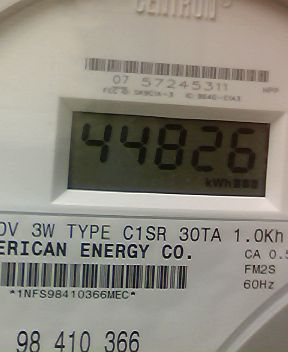 CENTRON®
07 57245311
44826
kWh
0V 3W TYPE C1SR 30TA 1.0Kh
ERICAN ENERGY CO.
CA 0.5
FM2S
60Hz
*1NFS98410366MEC*
98 410 366